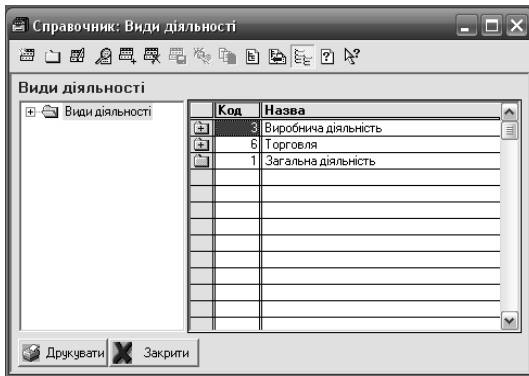 Справочник: Види діяльності
Види діяльності
Види діяльності
Код Назва
3 Виробнича діяльність
6 Торговля
1 Загальна діяльність
Друкувати Закрити